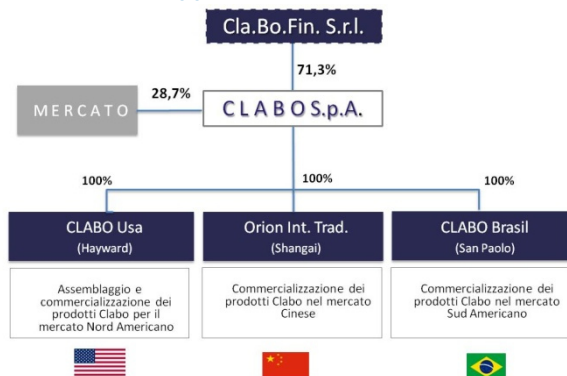 Cla.Bo.Fin. S.r.l.
71,3%
28,7%
MERCATO
CLABO S.p.A.
100%
100%
100%
CLABO Usa
(Hayward)
Orion Int. Trad.
(Shangai)
CLABO Brasil
(San Paolo)
Assemblaggio e
commercializzazione dei
prodotti Clabo per il
mercato Nord Americano
Commercializzazione dei
prodotti Clabo nel mercato
Cinese
Commercializzazione dei
prodotti Clabo nel mercato
Sud Americano